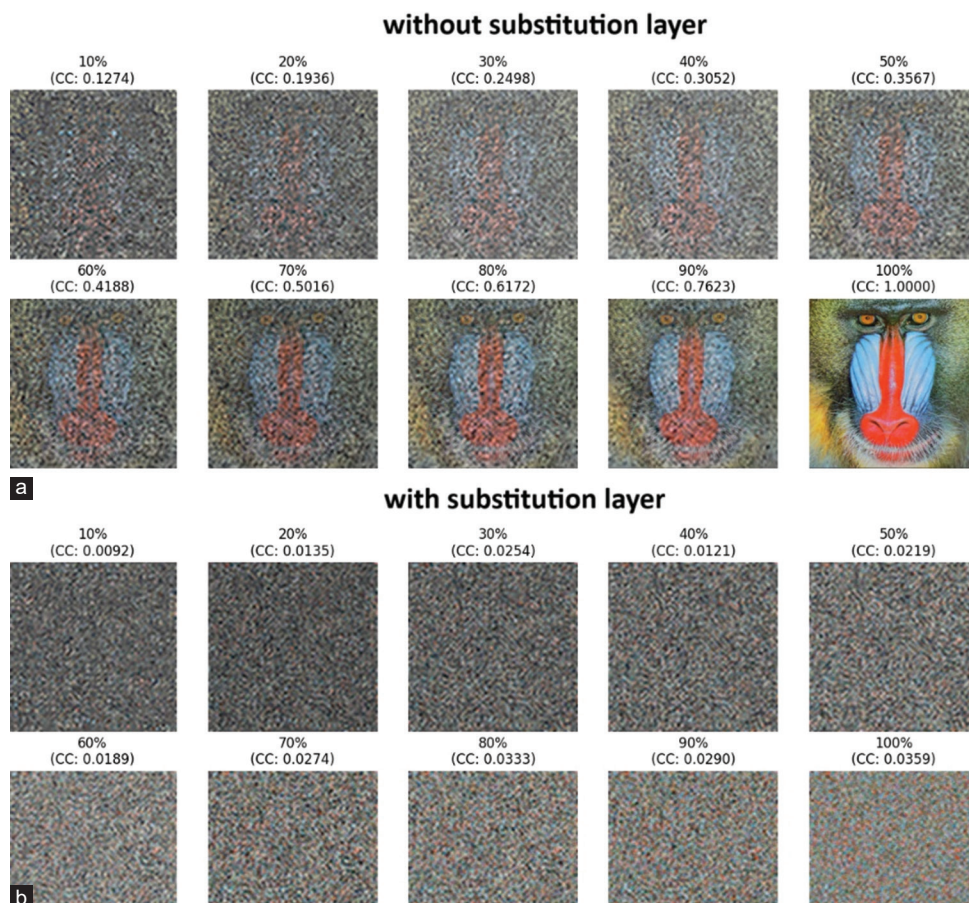 without substitution layer
10% 20% 30% 40% 50%
(CC: 0.1274) (CC: 0.1936) (CC: 0.2498) (CC: 0.3052) (CC: 0.3567)
60% 70% 80% 90% 100%
(CC: 0.4188) (CC: 0.5016) (CC: 0.6172) (CC: 0.7623) (CC: 1.0000)
a
with substitution layer
10% 20% 30% 40% 50%
(CC: 0.0092) (CC: 0.0135) (CC: 0.0254) (CC: 0.0121) (CC: 0.0219)
60% 70% 80% 90% 100%
(CC: 0.0189) (CC: 0.0274) (CC: 0.0333) (CC: 0.0290) (CC: 0.0359)
b